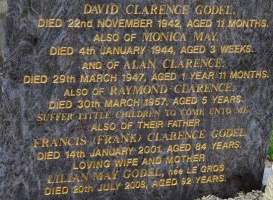 DAVID CLARENCE GODEL,
DIED 22ND NOVEMBER 1942, AGED 11 MONTHS.
ALSO OF MONICA MAY,
DIED 4TH JANUARY 1944, AGED 3 WEEKS.
AND OF ALAN CLARENCE,
DIED 29TH MARCH 1947, AGED 1 YEAR 11 MONTHS.
ALSO OF RAYMOND CLARENCE,
DIED 30TH MARCH 1957, AGED 5 YEARS.
SUFFER LITTLE CHILDREN TO COME UNTO ME
ALSO OF THEIR FATHER
FRANCIS (FRANK) CLARENCE GODEL
DIED 14TH JANUARY 2001, AGED 84 YEARS.
LOVING WIFE AND MOTHER
LILIAN MAY GODEL, NEE LE GROS
DIED 20TH JULY 2008, AGED 92 YEARS.